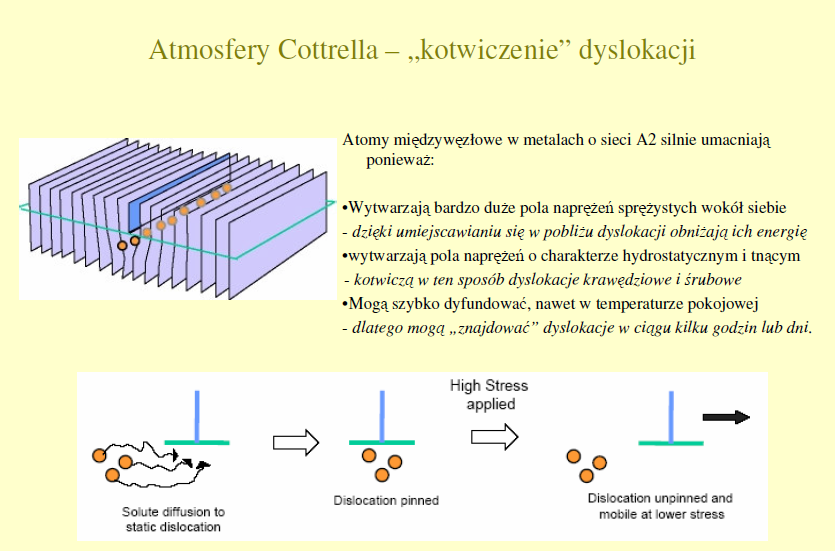 Atmosfery Cottrella – „kotwiczenie” dyslokacji
Atomy międzywęzłowe w metalach o sieci A2 silnie umacniają
ponieważ:
•Wytwarzają bardzo duże pola naprężeń sprężystych wokół siebie
- dzięki umiejscawianiu się w pobliżu dyslokacji obniżają ich energię
•wytwarzają pola naprężeń o charakterze hydrostatycznym i tnącym
- kotwiczą w ten sposób dyslokacje krawędziowe i śrubowe
•Mogą szybko dyfundować, nawet w temperaturze pokojowej
- dlatego mogą „znajdować” dyslokacje w ciągu kilku godzin lub dni.
High Stress
applied
Solute diffusion to
static dislocation
Dislocation pinned
Dislocation unpinned and
mobile at lower stress